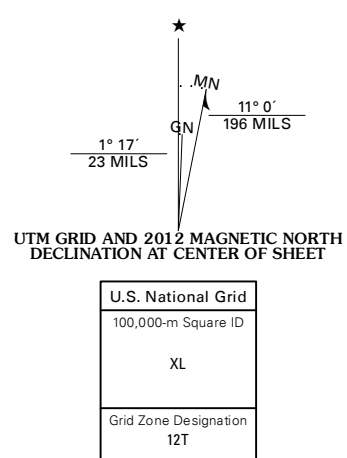 ★
MN
GN
11° 0´
196 MILS
1° 17´
23 MILS
UTM GRID AND 2012 MAGNETIC NORTH
DECLINATION AT CENTER OF SHEET
U.S. National Grid
100,000-m Square ID
XL
Grid Zone Designation
12T